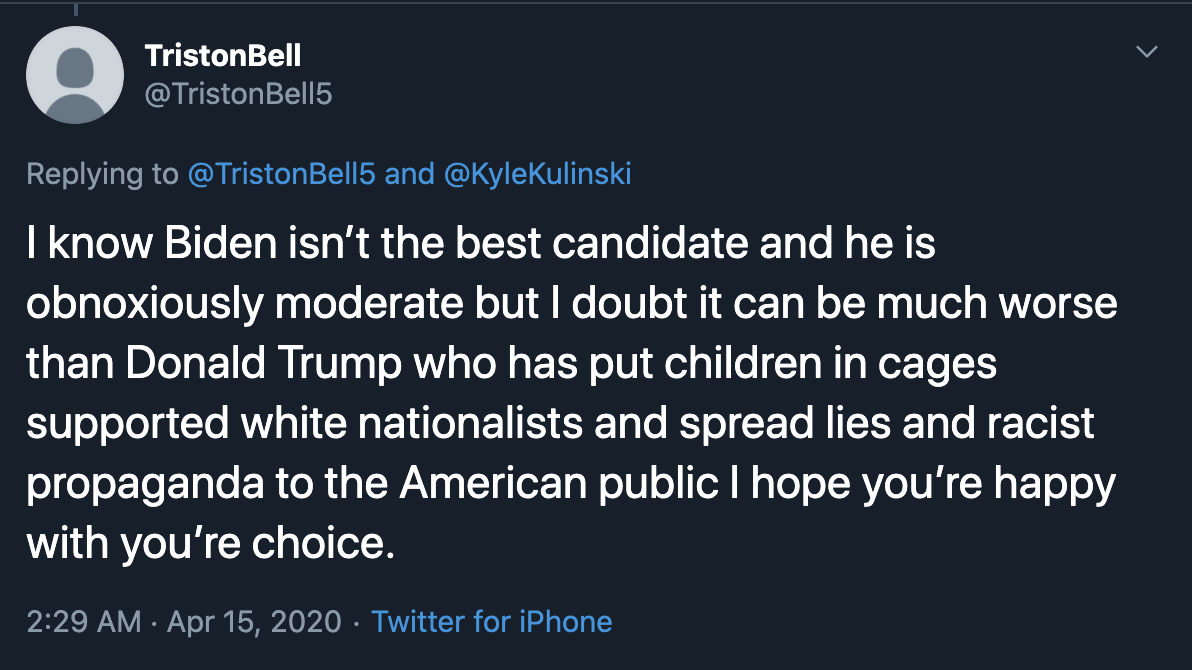 TristonBell
@TristonBell5
Replying to @TristonBell5 and @KyleKulinski
I know Biden isn’t the best candidate and he is
obnoxiously moderate but I doubt it can be much worse
than Donald Trump who has put children in cages
supported white nationalists and spread lies and racist
propaganda to the American public I hope you’re happy
with you’re choice.
2:29 AM · Apr 15, 2020 · Twitter for iPhone